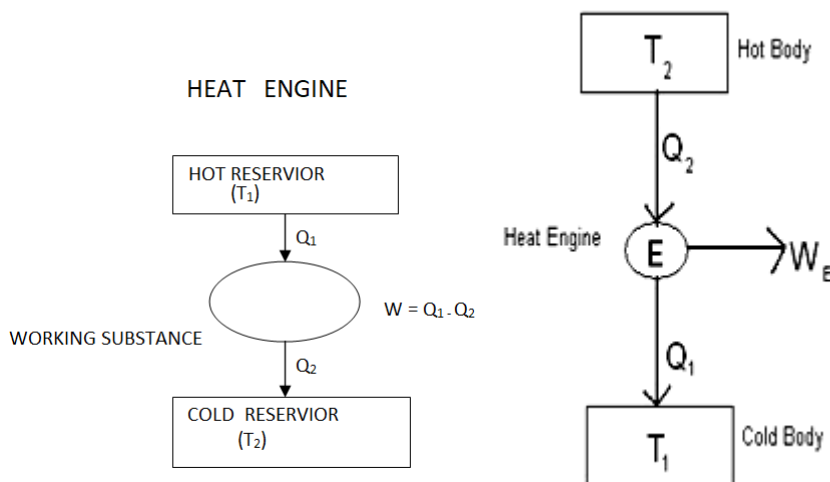 HEAT ENGINE
HOT RESERVIOR
(T₁)
Q₁
W = Q₁ - Q₂
WORKING SUBSTANCE
Q₂
COLD RESERVIOR
(T₂)
T₂
Hot Body
Q₂
Heat Engine
E
W_E
Q₁
T₁
Cold Body